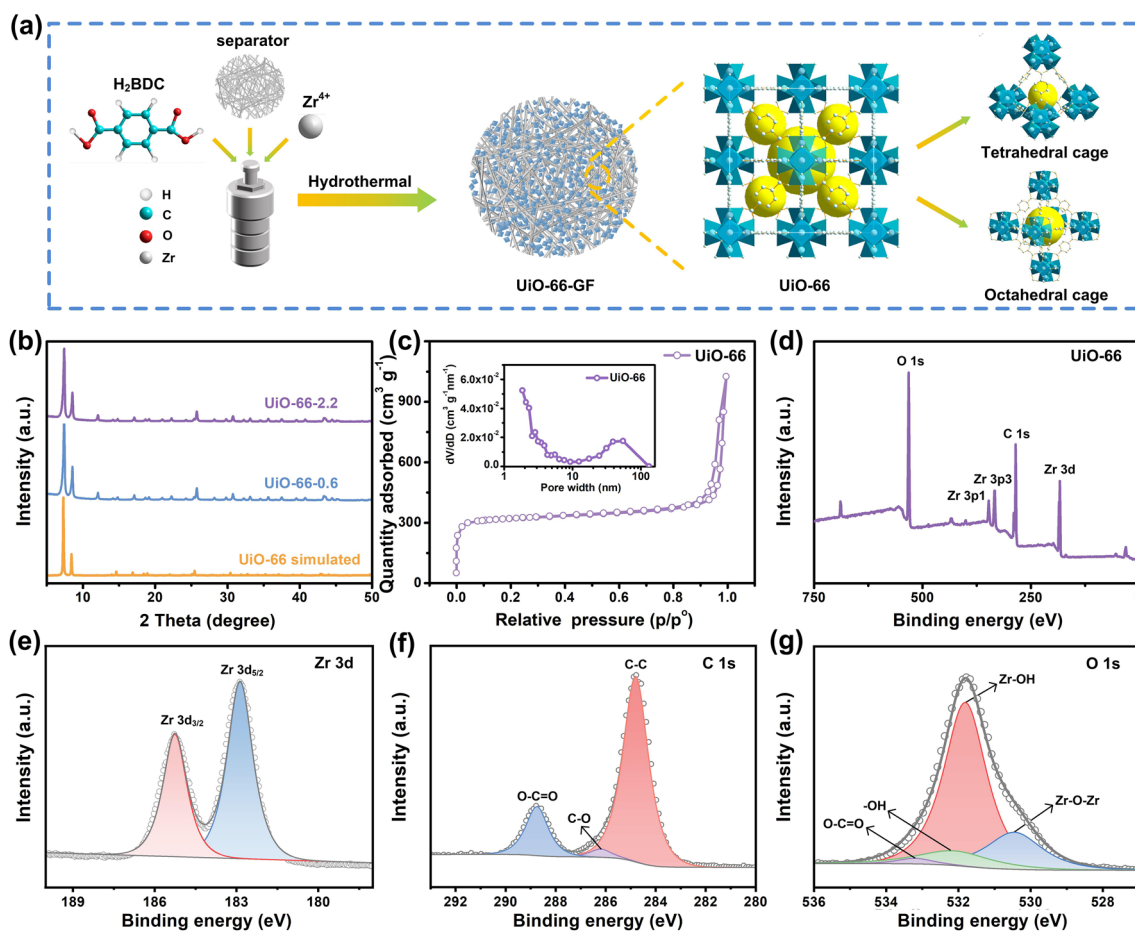 (a)
separator
H₂BDC
Zr⁴⁺
H
C
O
Zr
Hydrothermal
UiO-66-GF
UiO-66
Tetrahedral cage
Octahedral cage
(b)
Intensity (a.u.)
UiO-66-2.2
UiO-66-0.6
UiO-66 simulated
10 20 30 40 50
2 Theta (degree)
(c)
Quantity adsorbed (cm³ g⁻¹)
1200
900
600
300
0
UiO-66
dV/dD (cm³ g⁻¹nm⁻¹)
6.0x10⁻²
4.0x10⁻²
2.0x10⁻²
0.0
UiO-66
1 10 100
Pore width (nm)
0.0 0.2 0.4 0.6 0.8 1.0
Relative pressure (p/p°)
(d)
Intensity (a.u.)
UiO-66
O 1s
C 1s
Zr 3p3
Zr 3p1
Zr 3d
750 500 250
Binding energy (eV)
(e)
Intensity (a.u.)
Zr 3d
Zr 3d₅/₂
Zr 3d₃/₂
189 186 183 180
Binding energy (eV)
(f)
Intensity (a.u.)
C 1s
C-C
O-C=O
C-O
292 290 288 286 284 282 280
Binding energy (eV)
(g)
Intensity (a.u.)
O 1s
Zr-OH
-OH
Zr-O-Zr
O-C=O
536 534 532 530 528
Binding energy (eV)